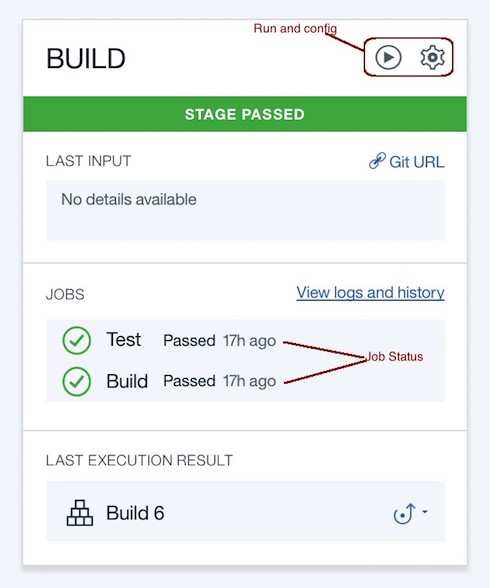 Run and config
BUILD
STAGE PASSED
LAST INPUT
Git URL
No details available
JOBS
View logs and history
Test Passed 17h ago
Job Status
Build Passed 17h ago
LAST EXECUTION RESULT
Build 6